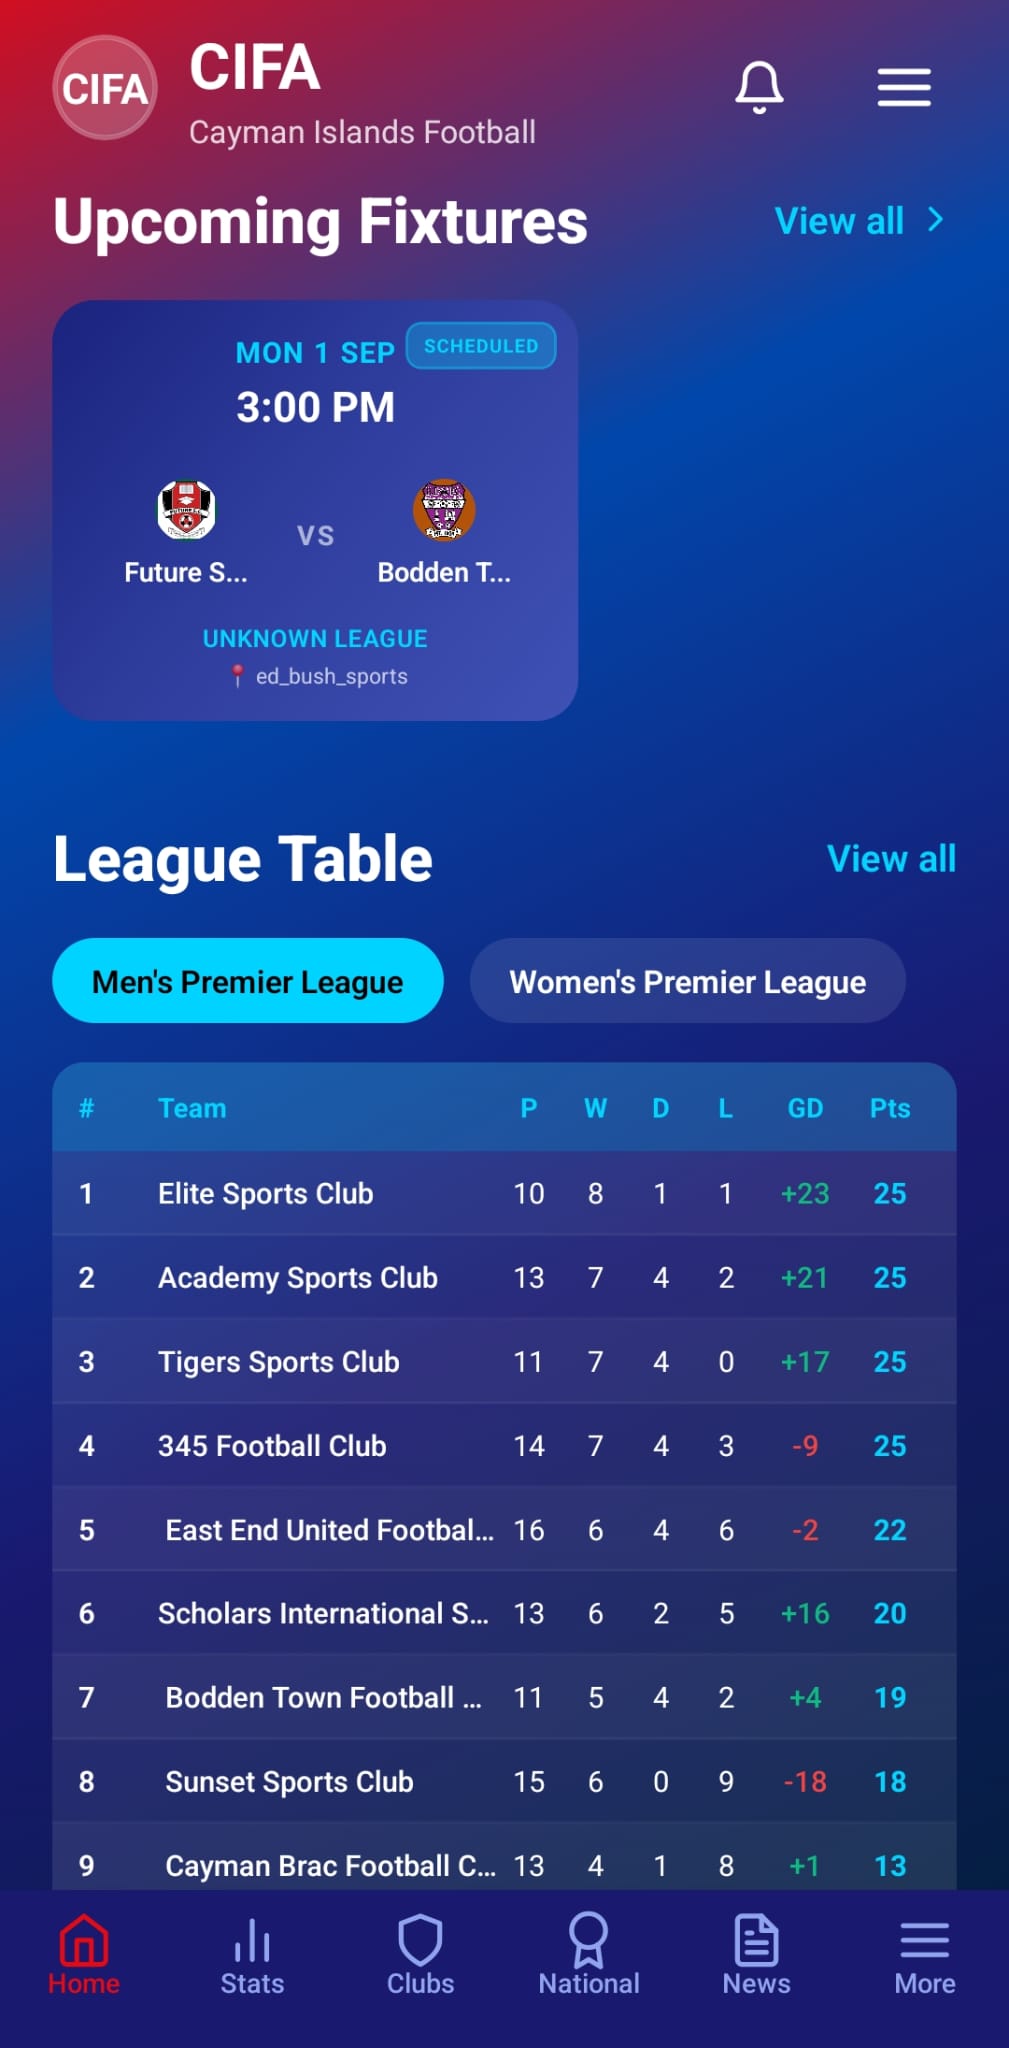 CIFA
CIFA
Cayman Islands Football
Upcoming Fixtures
View all
MON 1 SEP
SCHEDULED
3:00 PM
VS
Future S...
Bodden T...
UNKNOWN LEAGUE
ed_bush_sports
League Table
View all
Men's Premier League
Women's Premier League
# Team P W D L GD Pts
1 Elite Sports Club 10 8 1 1 +23 25
2 Academy Sports Club 13 7 4 2 +21 25
3 Tigers Sports Club 11 7 4 0 +17 25
4 345 Football Club 14 7 4 3 -9 25
5 East End United Footbal... 16 6 4 6 -2 22
6 Scholars International S... 13 6 2 5 +16 20
7 Bodden Town Football ... 11 5 4 2 +4 19
8 Sunset Sports Club 15 6 0 9 -18 18
9 Cayman Brac Football C... 13 4 1 8 +1 13
Home
Stats
Clubs
National
News
More